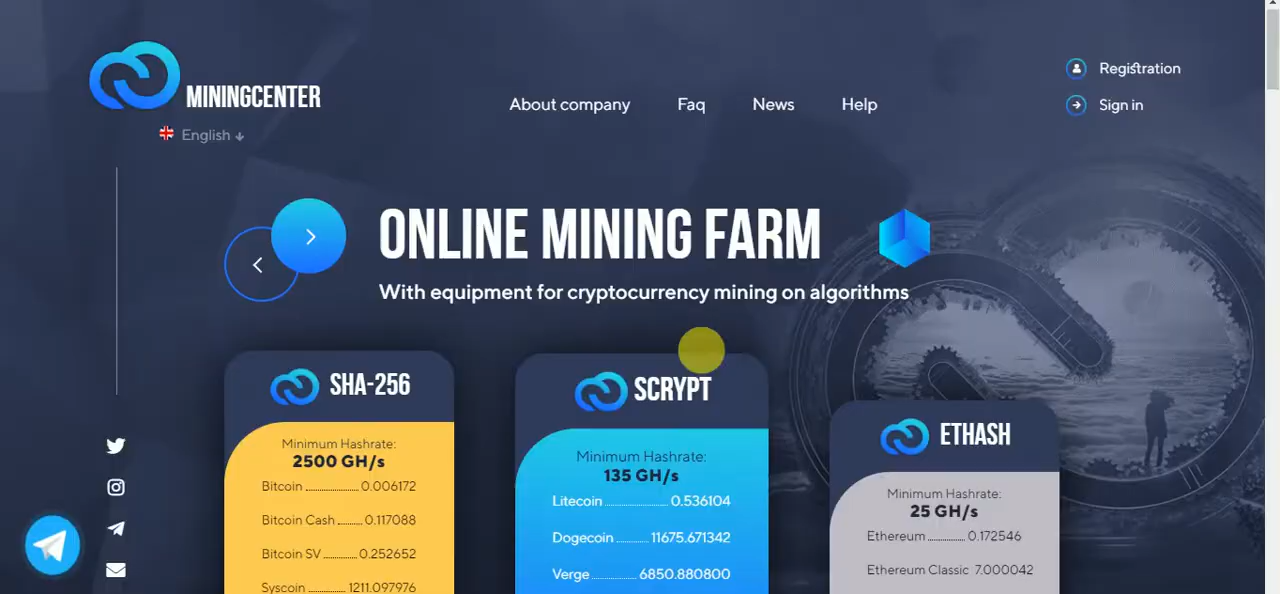 MININGCENTER
English
About company
Faq
News
Help
Registration
Sign in
ONLINE MINING FARM
With equipment for cryptocurrency mining on algorithms
SHA-256
Minimum Hashrate:
2500 GH/s
Bitcoin 0.006172
Bitcoin Cash 0.117088
Bitcoin SV 0.252652
Syscoin 1211.097976
SCRYPT
Minimum Hashrate:
135 GH/s
Litecoin 0.536104
Dogecoin 11675.671342
Verge 6850.880800
ETHASH
Minimum Hashrate:
25 GH/s
Ethereum 0.172546
Ethereum Classic 7.000042